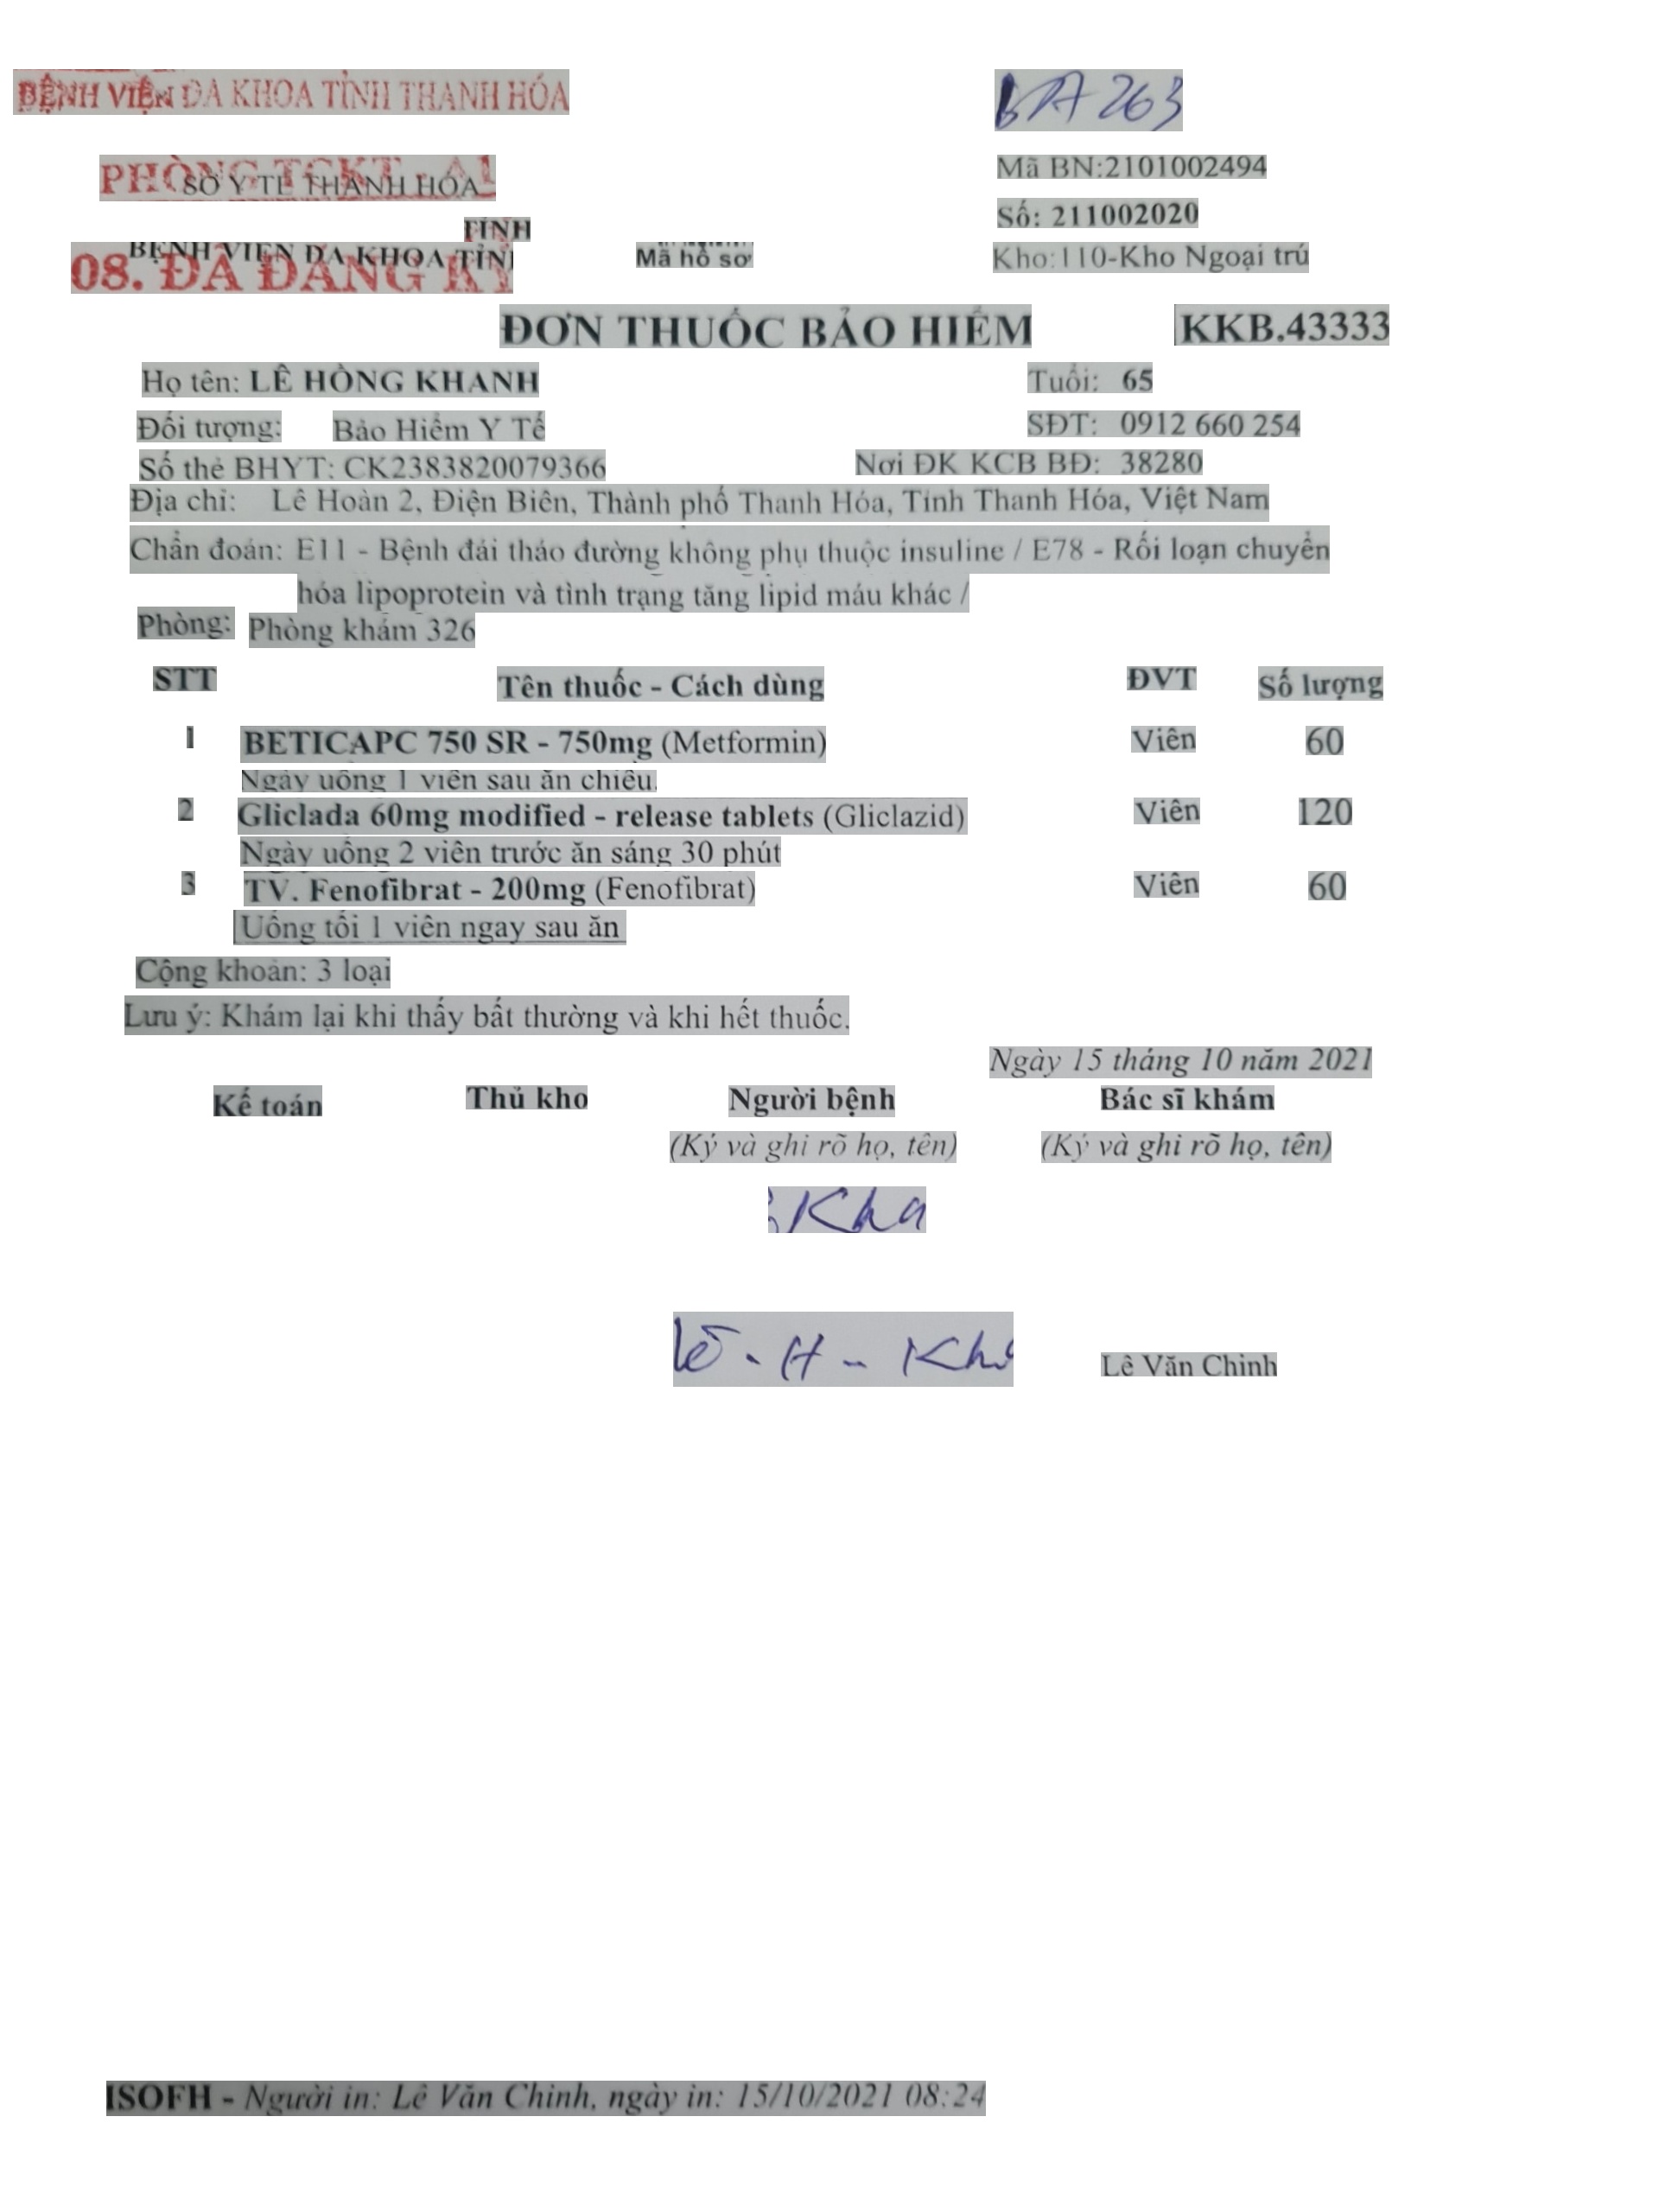 BỆNH VIỆN ĐA KHOA TỈNH THANH HÓA
BA 263
PHÒNG TCKT - A1
SỞ Y TẾ THANH HÓA
Mã BN:2101002494
Số: 211002020
TỈNH
BỆNH VIỆN ĐA KHOA TỈNH
08. ĐÃ ĐĂNG KÝ
Mã hồ sơ
Kho:110-Kho Ngoại trú
ĐƠN THUỐC BẢO HIỂM KKB.43333
Họ tên: LÊ HỒNG KHANH Tuổi: 65
Đối tượng: Bảo Hiểm Y Tế SĐT: 0912 660 254
Số thẻ BHYT: CK2383820079366 Nơi ĐK KCB BĐ: 38280
Địa chỉ: Lê Hoàn 2, Điện Biên, Thành phố Thanh Hóa, Tỉnh Thanh Hóa, Việt Nam
Chẩn đoán: E11 - Bệnh đái tháo đường không phụ thuộc insuline / E78 - Rối loạn chuyển
hóa lipoprotein và tình trạng tăng lipid máu khác /
Phòng: Phòng khám 326
STT Tên thuốc - Cách dùng ĐVT Số lượng
1 BETICAPC 750 SR - 750mg (Metformin) Viên 60
Ngày uống 1 viên sau ăn chiều.
2 Gliclada 60mg modified - release tablets (Gliclazid) Viên 120
Ngày uống 2 viên trước ăn sáng 30 phút
3 TV. Fenofibrat - 200mg (Fenofibrat) Viên 60
Uống tối 1 viên ngay sau ăn
Cộng khoản: 3 loại
Lưu ý: Khám lại khi thấy bất thường và khi hết thuốc.
Ngày 15 tháng 10 năm 2021
Kế toán Thủ kho Người bệnh Bác sĩ khám
(Ký và ghi rõ họ, tên) (Ký và ghi rõ họ, tên)
Kha
Lê - H - Kha
Lê Văn Chinh
ISOFH - Người in: Lê Văn Chinh, ngày in: 15/10/2021 08:24